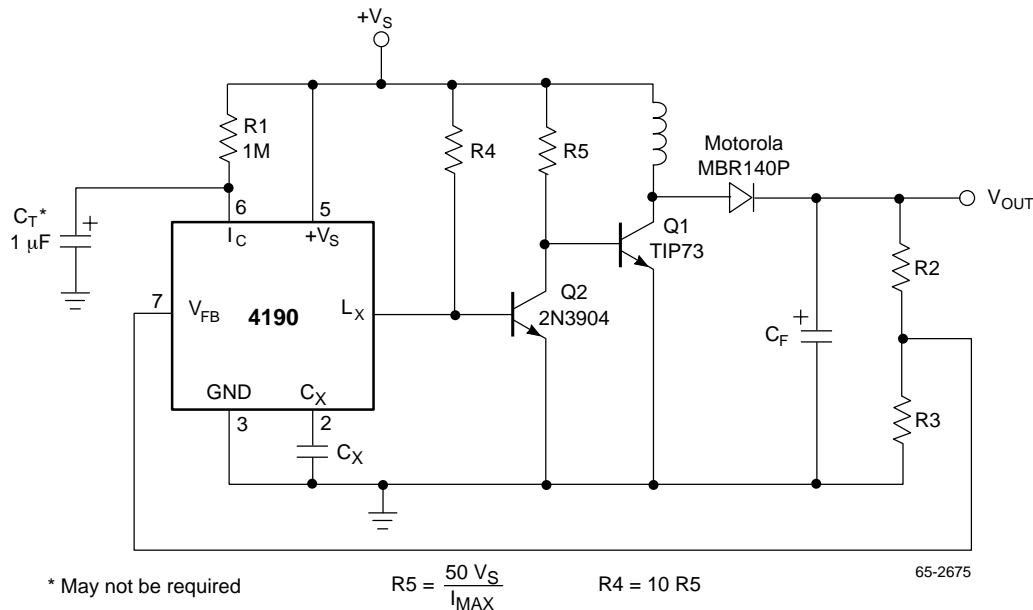 +VS
R1
1M
R4
R5
Motorola
MBR140P
VOUT
CT*
1 µF
+
6
5
IC
+VS
Q1
TIP73
R2
7
VFB
4190
LX
Q2
2N3904
+
CF
GND
CX
3
2
CX
R3
* May not be required
R5 = 50 VS / IMAX
R4 = 10 R5
65-2675